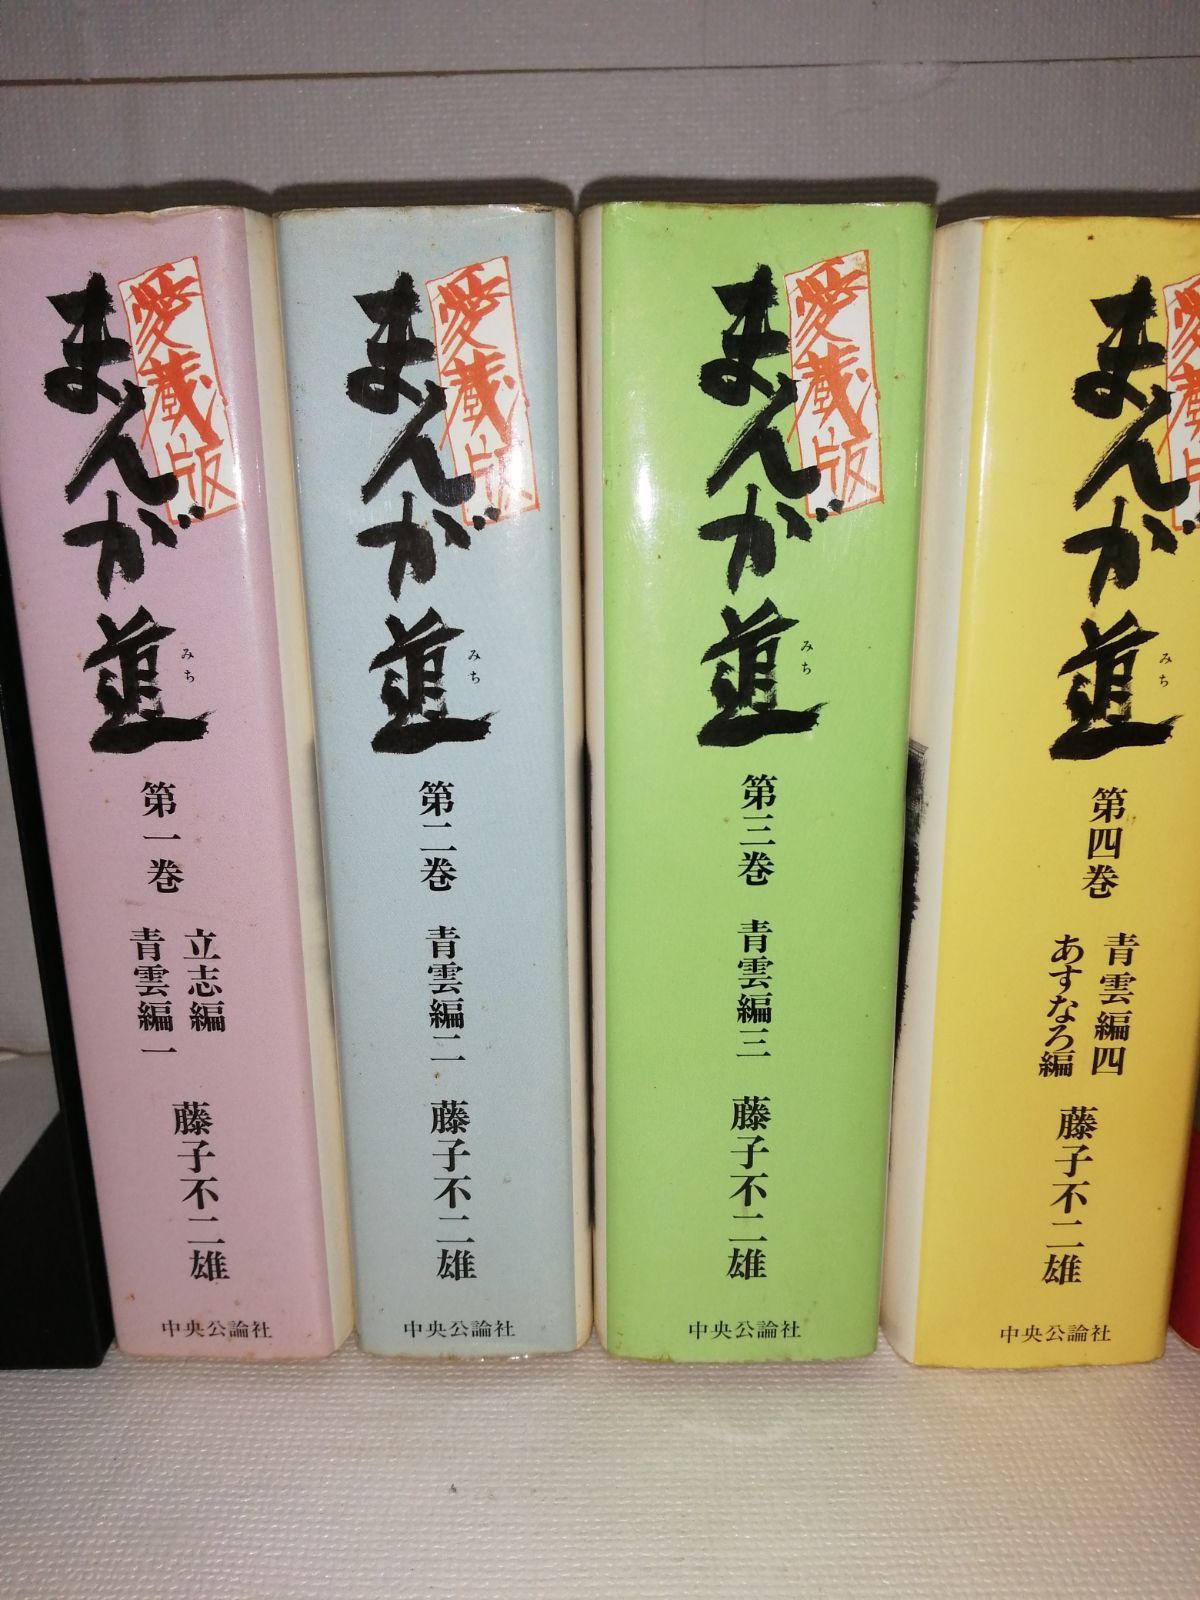 愛蔵版
まんが道
みち
第一巻
立志編
青雲編一
藤子不二雄
中央公論社
愛蔵版
まんが道
みち
第二巻
青雲編二
藤子不二雄
中央公論社
愛蔵版
まんが道
みち
第三巻
青雲編三
藤子不二雄
中央公論社
愛蔵版
まんが道
みち
第四巻
青雲編四
あすなろ編
藤子不二雄
中央公論社